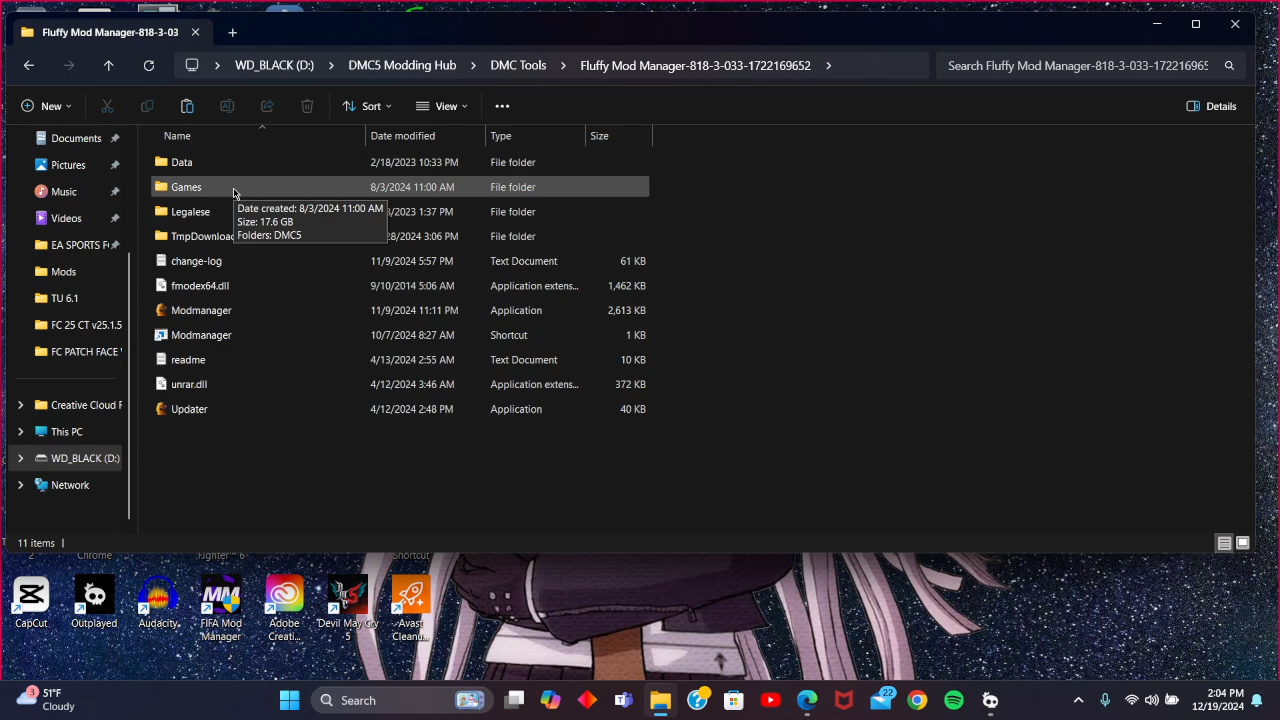 Fluffy Mod Manager-818-3-03
WD_BLACK (D:) > DMC5 Modding Hub > DMC Tools > Fluffy Mod Manager-818-3-033-1722169652 >
Search Fluffy Mod Manager-818-3-033-172216965
New
Sort
View
Details
Name
Date modified
Type
Size
Documents
Pictures
Music
Videos
EA SPORTS F
Mods
TU 6.1
FC 25 CT v25.1.5
FC PATCH FACE
Creative Cloud F
This PC
WD_BLACK (D:)
Network
Data 2/18/2023 10:33 PM File folder
Games 8/3/2024 11:00 AM File folder
Legalese 3/2023 1:37 PM File folder
TmpDownloa 28/2024 3:06 PM File folder
change-log 11/9/2024 5:57 PM Text Document 61 KB
fmodex64.dll 9/10/2014 5:06 AM Application extens... 1,462 KB
Modmanager 11/9/2024 11:11 PM Application 2,613 KB
Modmanager 10/7/2024 8:27 AM Shortcut 1 KB
readme 4/13/2024 2:55 AM Text Document 10 KB
unrar.dll 4/12/2024 3:46 AM Application extens... 372 KB
Updater 4/12/2024 2:48 PM Application 40 KB
Date created: 8/3/2024 11:00 AM
Size: 17.6 GB
Folders: DMC5
11 items
2
Chrome
Fighter™ 6
Shortcut
CapCut
Outplayed
Audacity
FIFA Mod
Manager
Adobe
Creati...
Devil May Cry
5
Avast
Cleanu...
3
51°F
Cloudy
Search
22
2:04 PM
12/19/2024